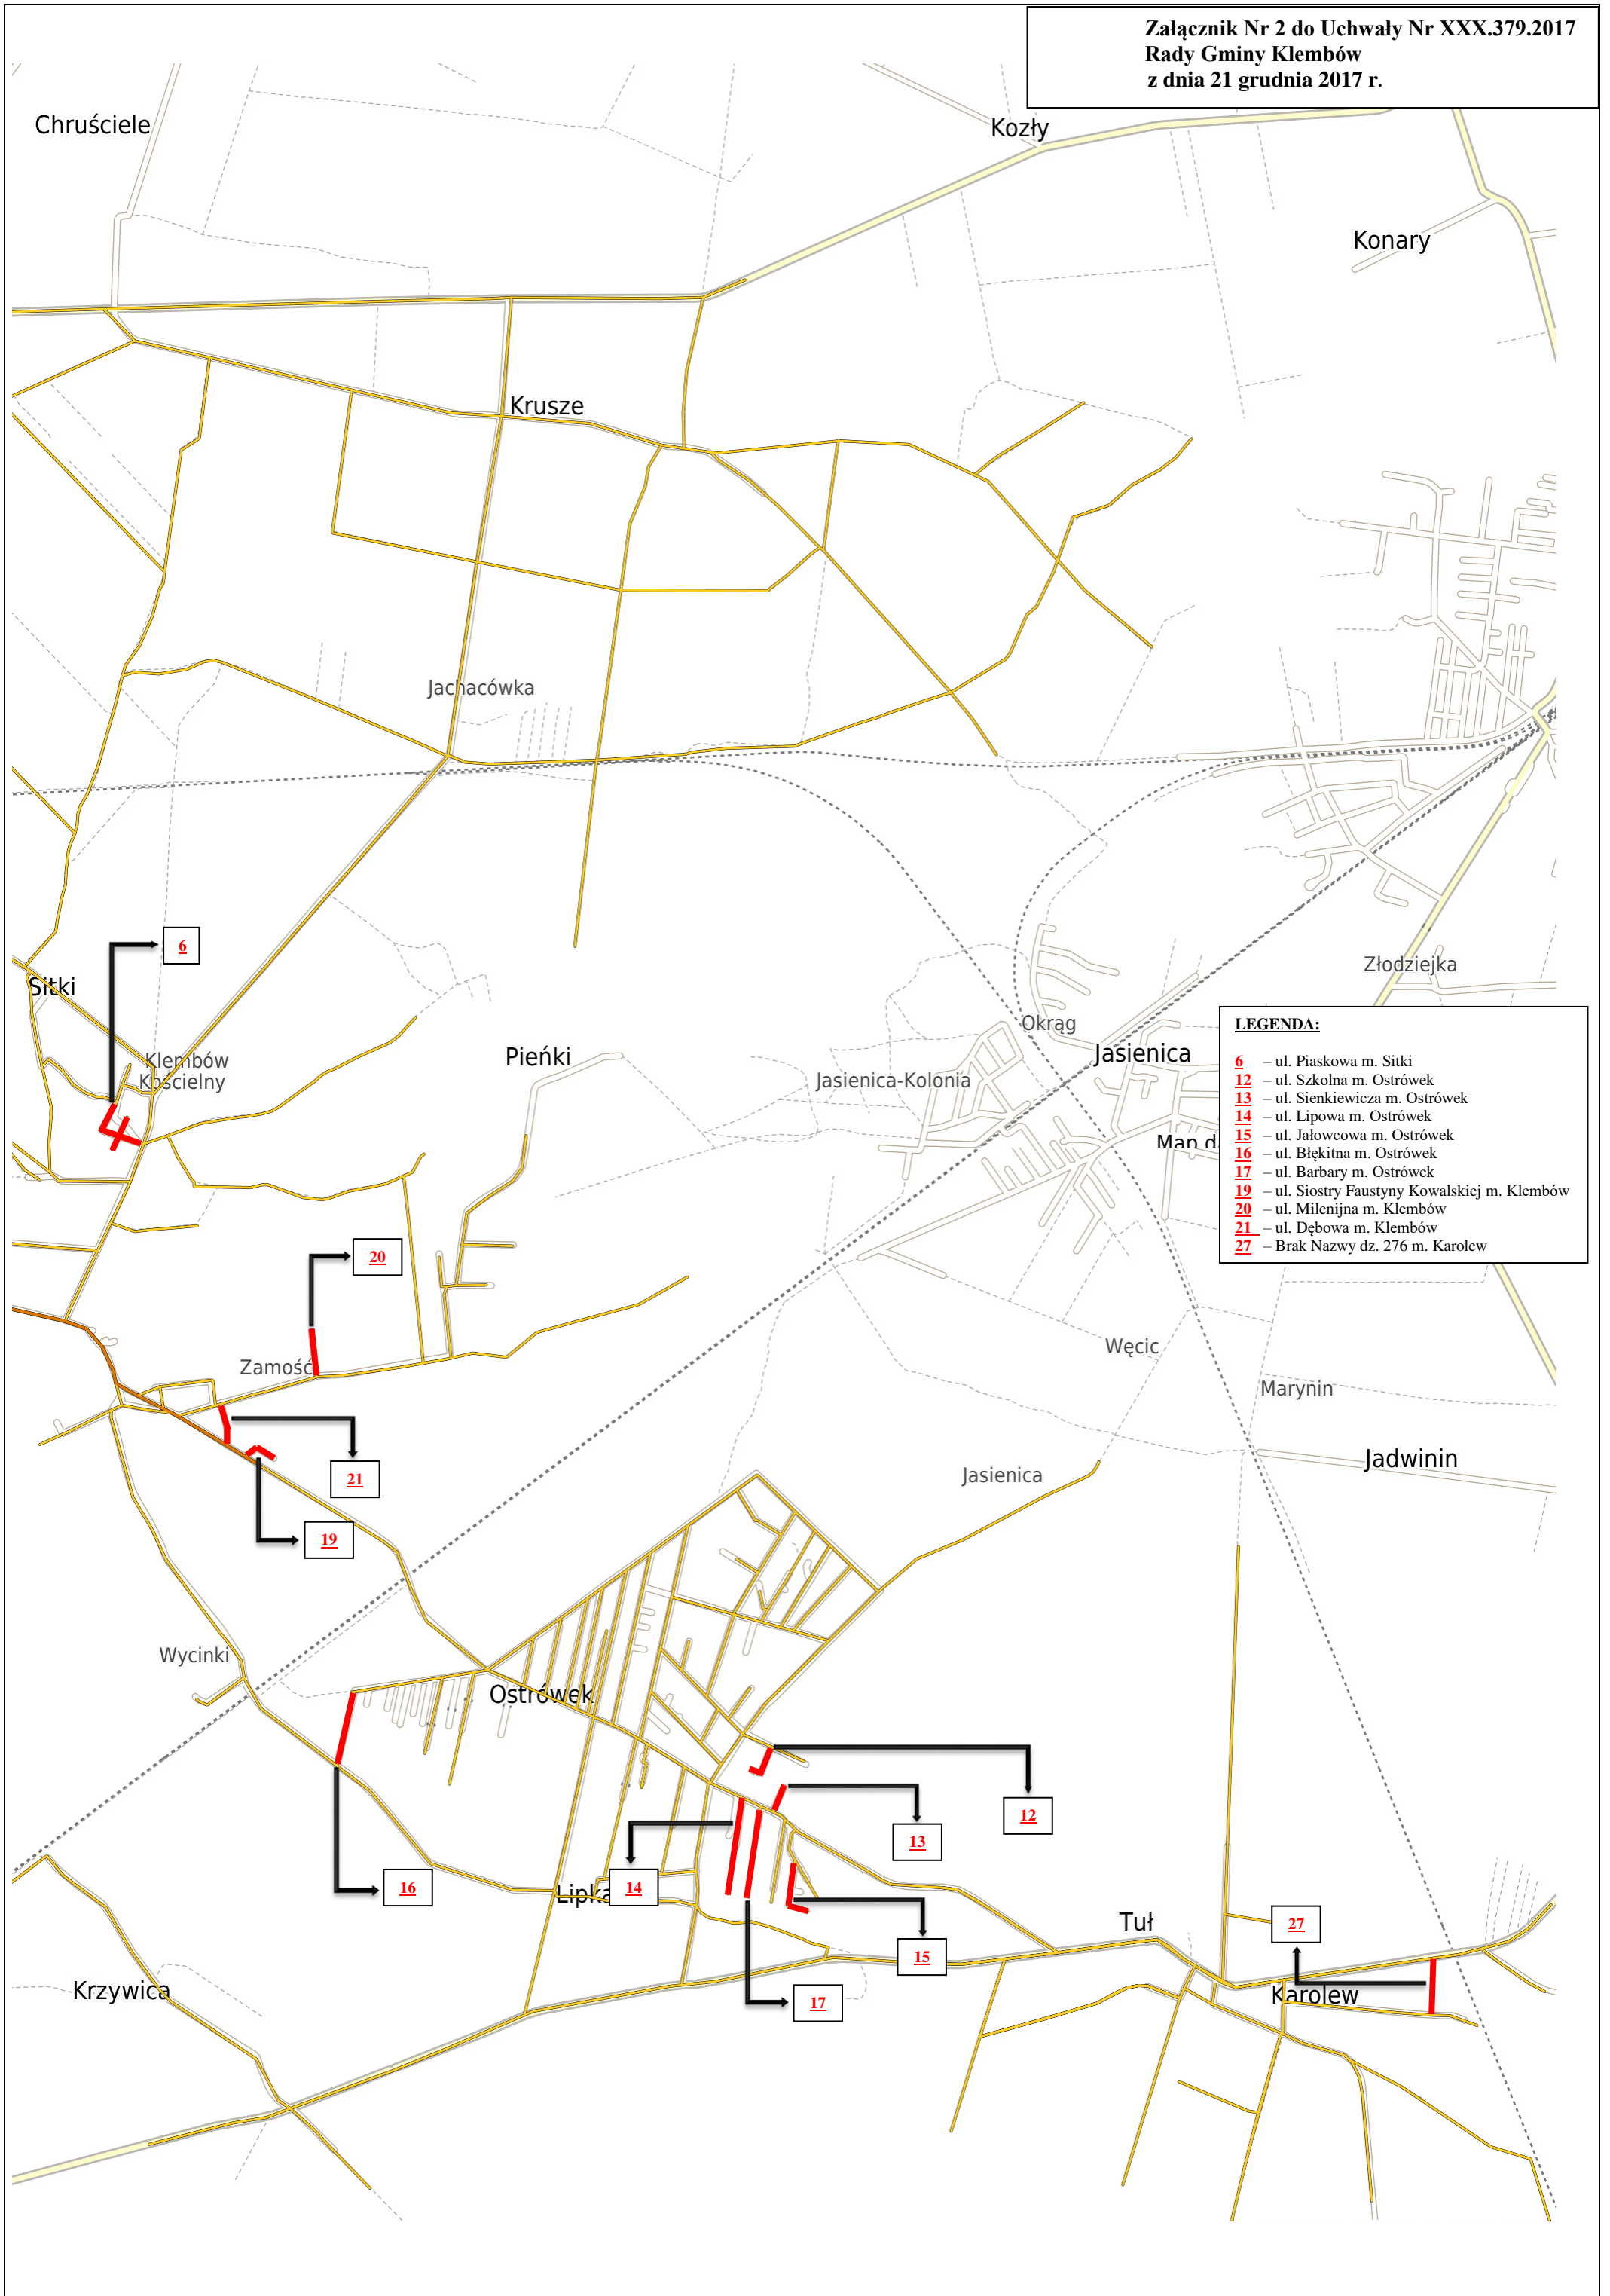 Załącznik Nr 2 do Uchwały Nr XXX.379.2017
Rady Gminy Klembów
z dnia 21 grudnia 2017 r.
Chruściele
Kozły
Konary
Krusze
Jachacówka
6
Sitki
Złodziejka
Klembów
Kościelny
Pieńki
Okrąg
Jasienica
Jasienica-Kolonia
Map d
LEGENDA:
6 – ul. Piaskowa m. Sitki
12 – ul. Szkolna m. Ostrówek
13 – ul. Sienkiewicza m. Ostrówek
14 – ul. Lipowa m. Ostrówek
15 – ul. Jałowcowa m. Ostrówek
16 – ul. Błękitna m. Ostrówek
17 – ul. Barbary m. Ostrówek
19 – ul. Siostry Faustyny Kowalskiej m. Klembów
20 – ul. Milenijna m. Klembów
21 – ul. Dębowa m. Klembów
27 – Brak Nazwy dz. 276 m. Karolew
20
Węcic
Zamość
Marynin
Jadwinin
21
Jasienica
19
Wycinki
Ostrówek
12
13
16
Lipka
14
Tuł
27
15
Krzywica
Karolew
17